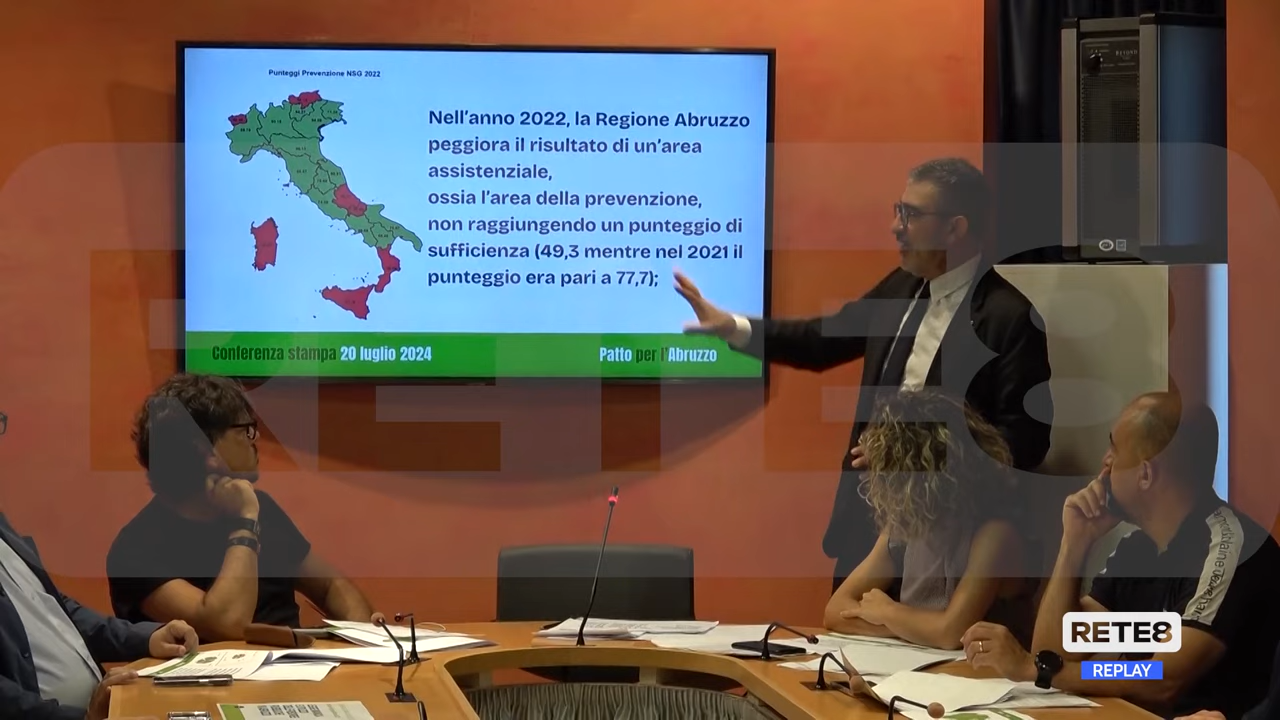 Punteggi Prevenzione NSG 2022
Nell'anno 2022, la Regione Abruzzo
peggiora il risultato di un'area
assistenziale,
ossia l'area della prevenzione,
non raggiungendo un punteggio di
sufficienza (49,3 mentre nel 2021 il
punteggio era pari a 77,7);
Conferenza stampa 20 luglio 2024
Patto per l'Abruzzo
RETE8
RETE8
REPLAY